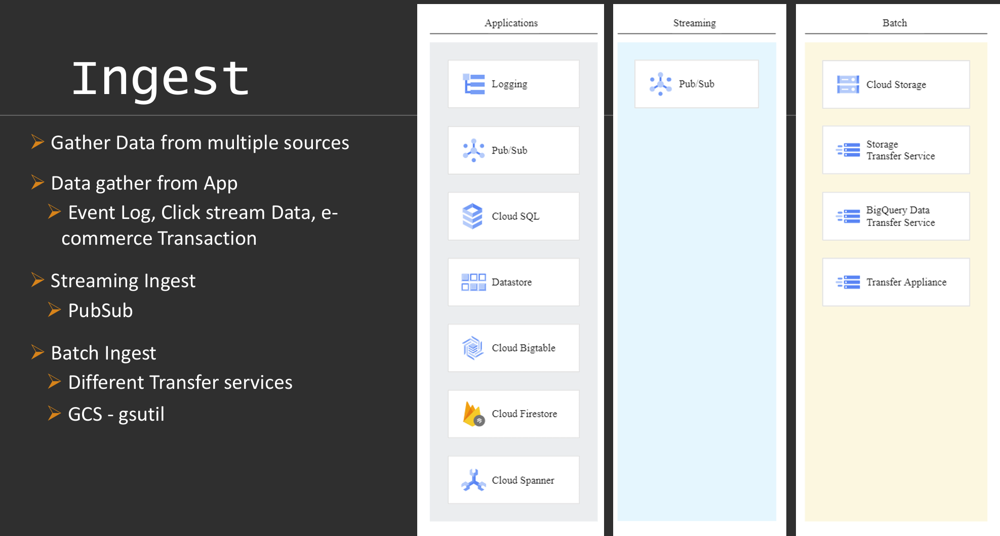 Ingest
Gather Data from multiple sources
Data gather from App
Event Log, Click stream Data, e-
commerce Transaction
Streaming Ingest
PubSub
Batch Ingest
Different Transfer services
GCS - gsutil
Applications
Logging
Pub/Sub
Cloud SQL
Datastore
Cloud Bigtable
Cloud Firestore
Cloud Spanner
Streaming
Pub/Sub
Batch
Cloud Storage
Storage
Transfer Service
BigQuery Data
Transfer Service
Transfer Appliance